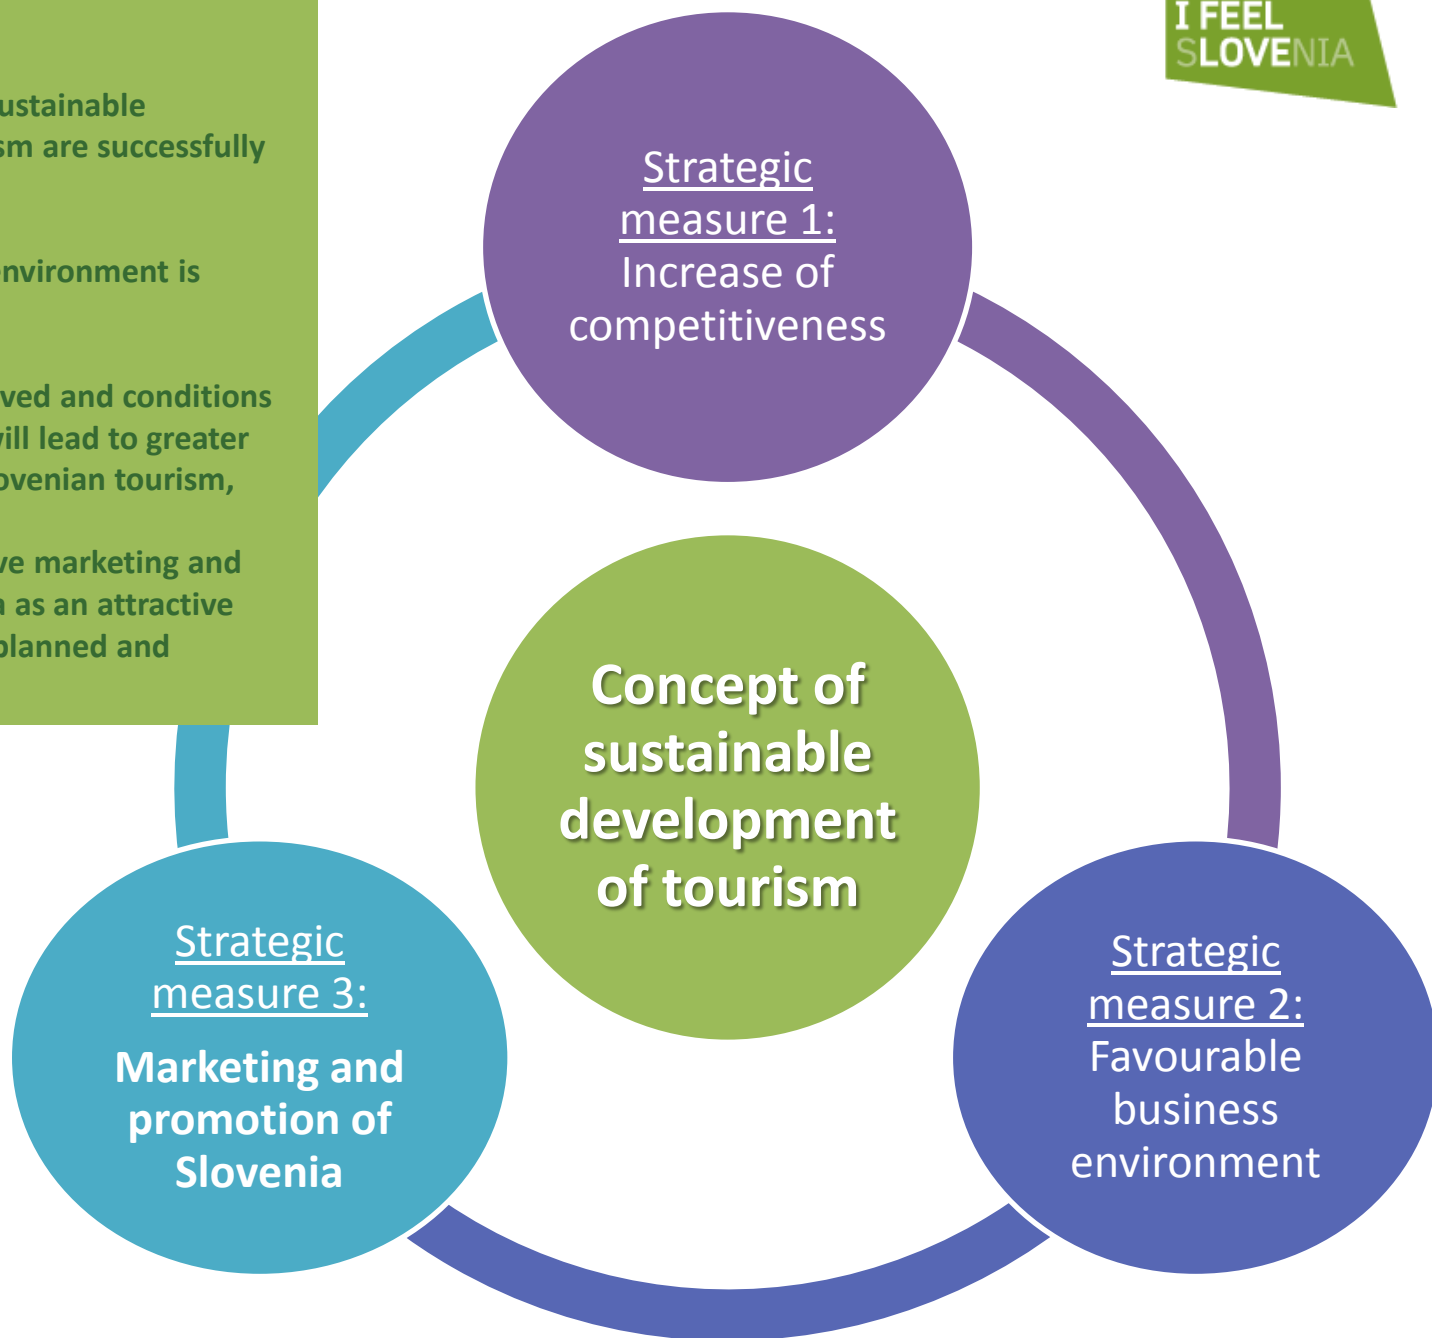 I FEEL
SLOVENIA
ustainable
sm are successfully
environment is
ved and conditions
will lead to greater
ovenian tourism,
ve marketing and
as an attractive
planned and
Strategic
measure 1:
Increase of
competitiveness
Concept of
sustainable
development
of tourism
Strategic
measure 2:
Favourable
business
environment
Strategic
measure 3:
Marketing and
promotion of
Slovenia